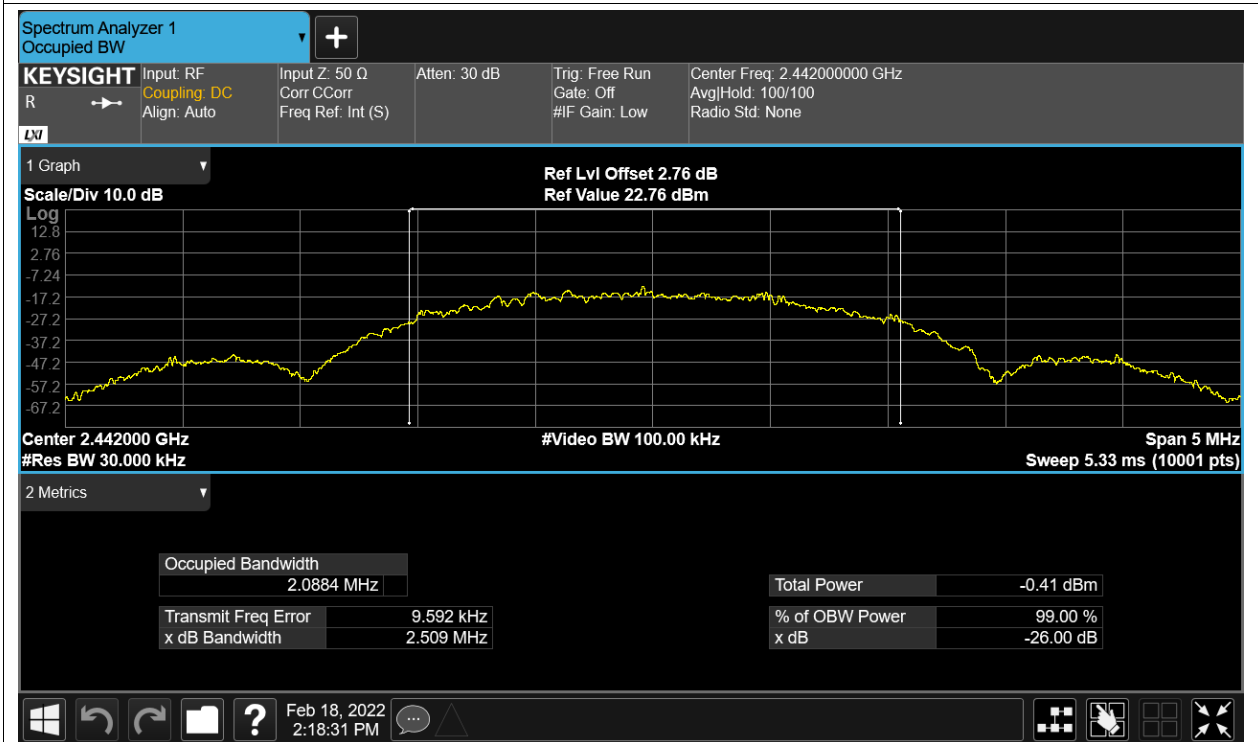 Spectrum Analyzer 1
Occupied BW
KEYSIGHT
R
LXI
Input: RF
Coupling: DC
Align: Auto
Input Z: 50 Ω
Corr CCorr
Freq Ref: Int (S)
Atten: 30 dB
Trig: Free Run
Gate: Off
#IF Gain: Low
Center Freq: 2.442000000 GHz
Avg|Hold: 100/100
Radio Std: None
1 Graph
Scale/Div 10.0 dB
Ref Lvl Offset 2.76 dB
Ref Value 22.76 dBm
Log
12.8
2.76
-7.24
-17.2
-27.2
-37.2
-47.2
-57.2
-67.2
Center 2.442000 GHz
#Video BW 100.00 kHz
Span 5 MHz
#Res BW 30.000 kHz
Sweep 5.33 ms (10001 pts)
2 Metrics
Occupied Bandwidth
2.0884 MHz
Total Power -0.41 dBm
Transmit Freq Error 9.592 kHz
% of OBW Power 99.00 %
x dB Bandwidth 2.509 MHz
x dB -26.00 dB
?
Feb 18, 2022
2:18:31 PM